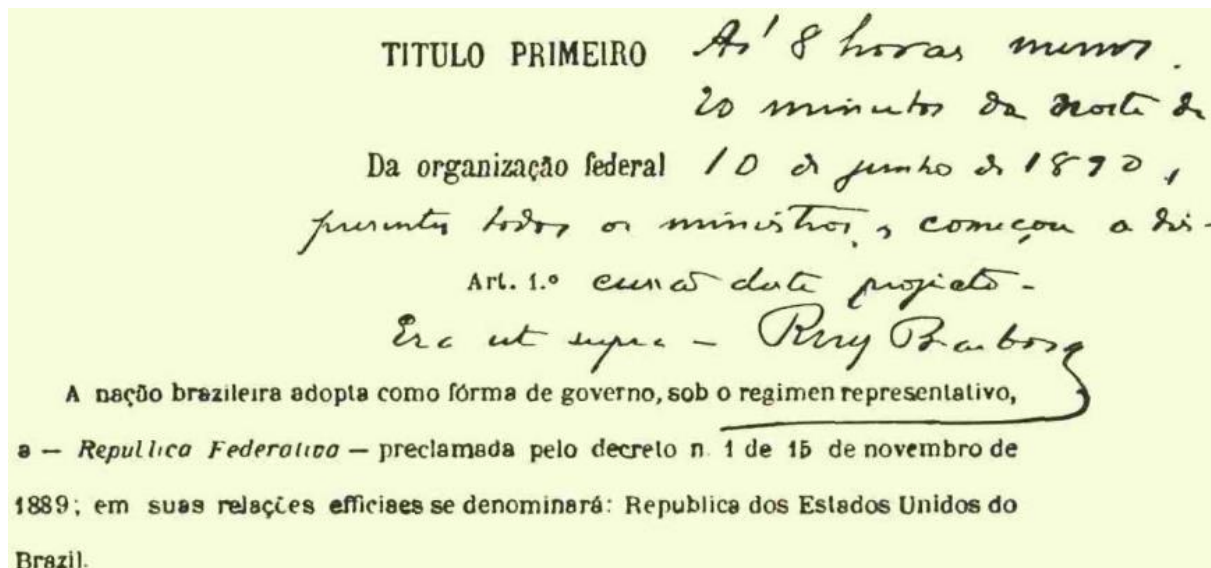 TITULO PRIMEIRO
As' 8 horas menos
20 minutos da noite de
Da organização federal
10 de junho de 1890,
presentes todos os ministros, começou a dis-
Art. 1.º
cussão deste projecto -
Era ut supra - Ruy Barbosa
A nação brazileira adopta como fórma de governo, sob o regimen representativo,
a — Republica Federativa — preclamada pelo decreto n. 1 de 15 de novembro de
1889; em suas relações efficiaes se denominará: Republica dos Estados Unidos do
Brazil.